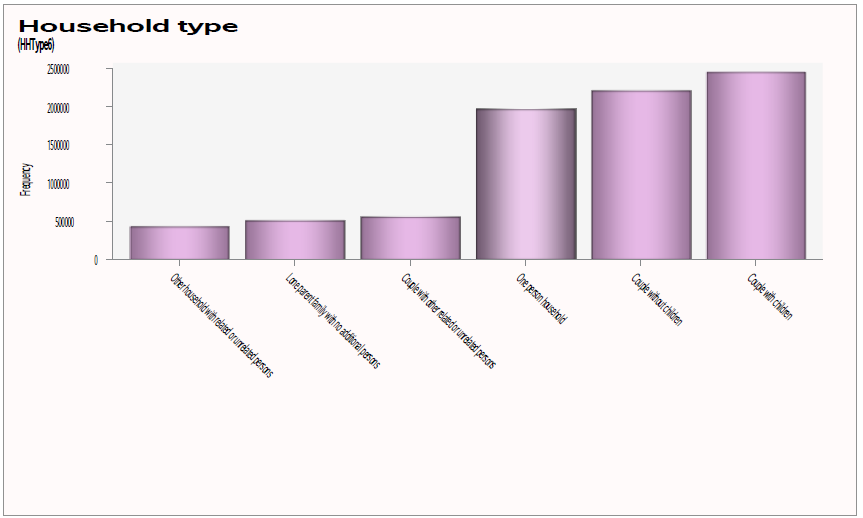 Household type
(HHType6)
2500000
2000000
1500000
1000000
500000
0
Frequency
Other household with related or unrelated persons
Lone parent family with no additional persons
Couple with other related or unrelated persons
One person household
Couple without children
Couple with children